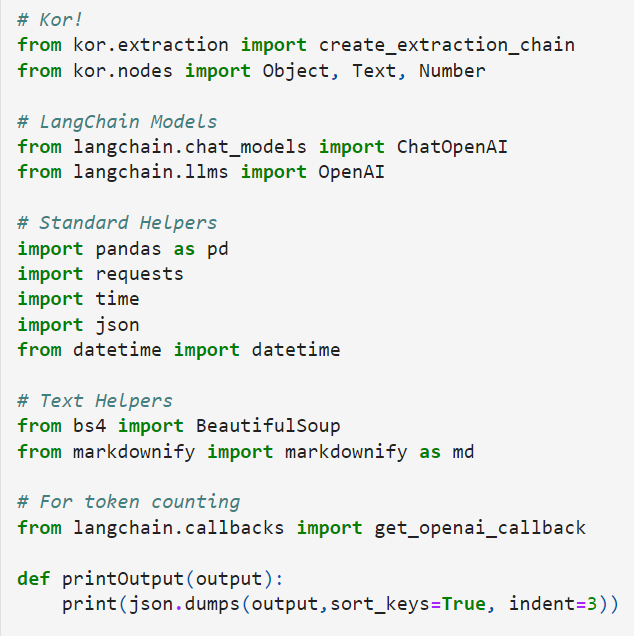 # Kor!
from kor.extraction import create_extraction_chain
from kor.nodes import Object, Text, Number

# LangChain Models
from langchain.chat_models import ChatOpenAI
from langchain.llms import OpenAI

# Standard Helpers
import pandas as pd
import requests
import time
import json
from datetime import datetime

# Text Helpers
from bs4 import BeautifulSoup
from markdownify import markdownify as md

# For token counting
from langchain.callbacks import get_openai_callback

def printOutput(output):
    print(json.dumps(output,sort_keys=True, indent=3))